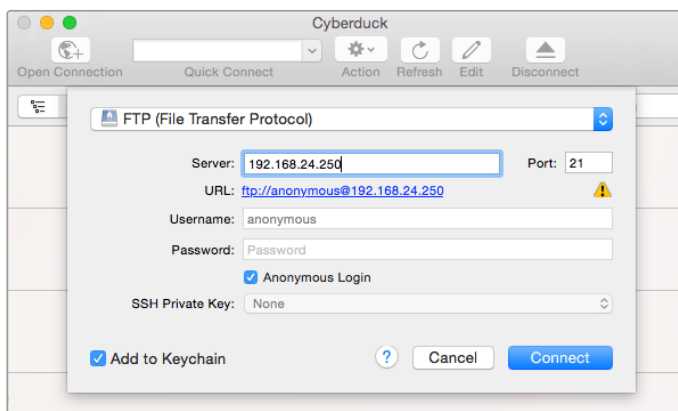 Cyberduck
Open Connection Quick Connect Action Refresh Edit Disconnect
FTP (File Transfer Protocol)
Server: 192.168.24.250 Port: 21
URL: ftp://anonymous@192.168.24.250
Username: anonymous
Password: Password
Anonymous Login
SSH Private Key: None
Add to Keychain ? Cancel Connect